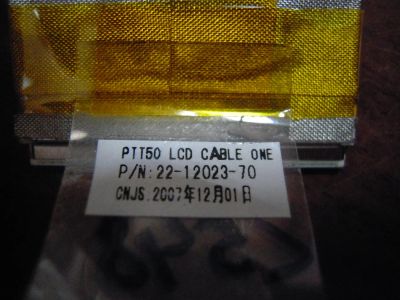 PTT50 LCD CABLE ONE
P/N:22-12023-70
CNJS.2007年12月01日